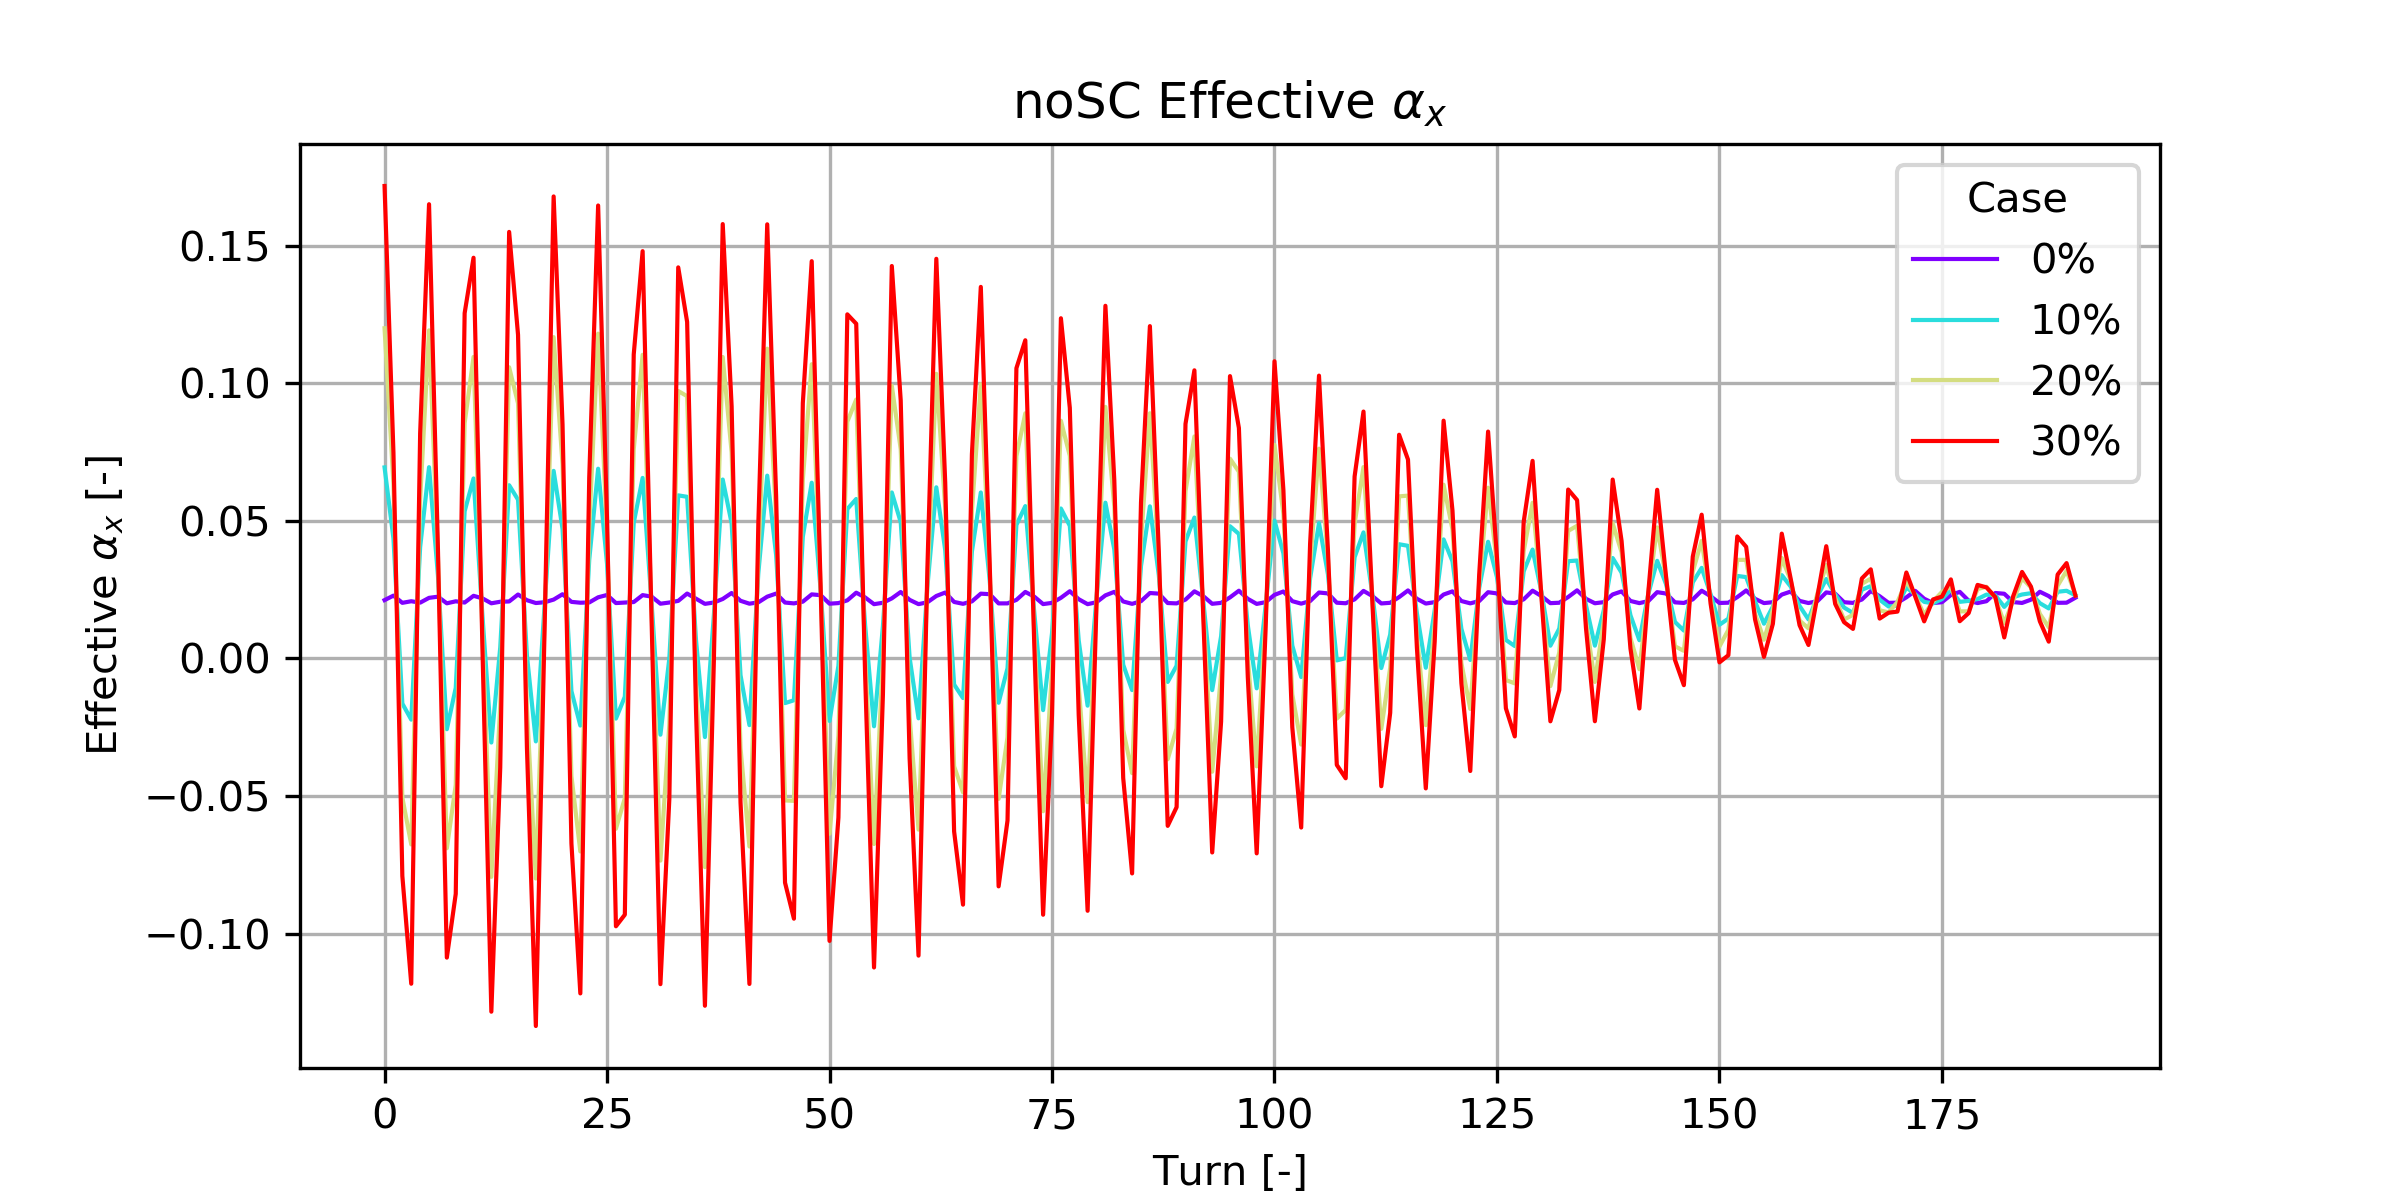 noSC Effective αₓ
Case
0%
10%
20%
30%
Effective αₓ [-]
0.15
0.10
0.05
0.00
−0.05
−0.10
0 25 50 75 100 125 150 175
Turn [-]